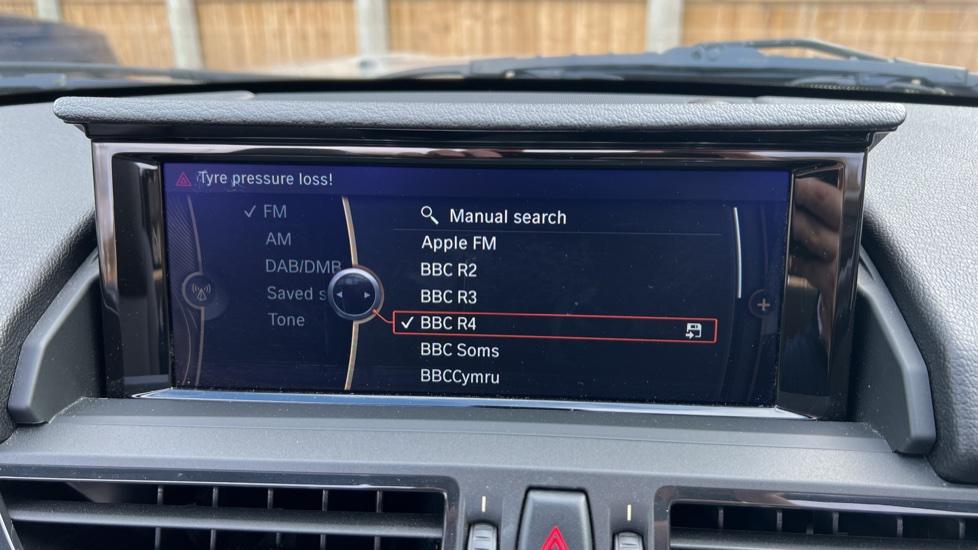 Tyre pressure loss!
FM
AM
DAB/DMB
Saved s
Tone
Manual search
Apple FM
BBC R2
BBC R3
BBC R4
BBC Soms
BBCCymru